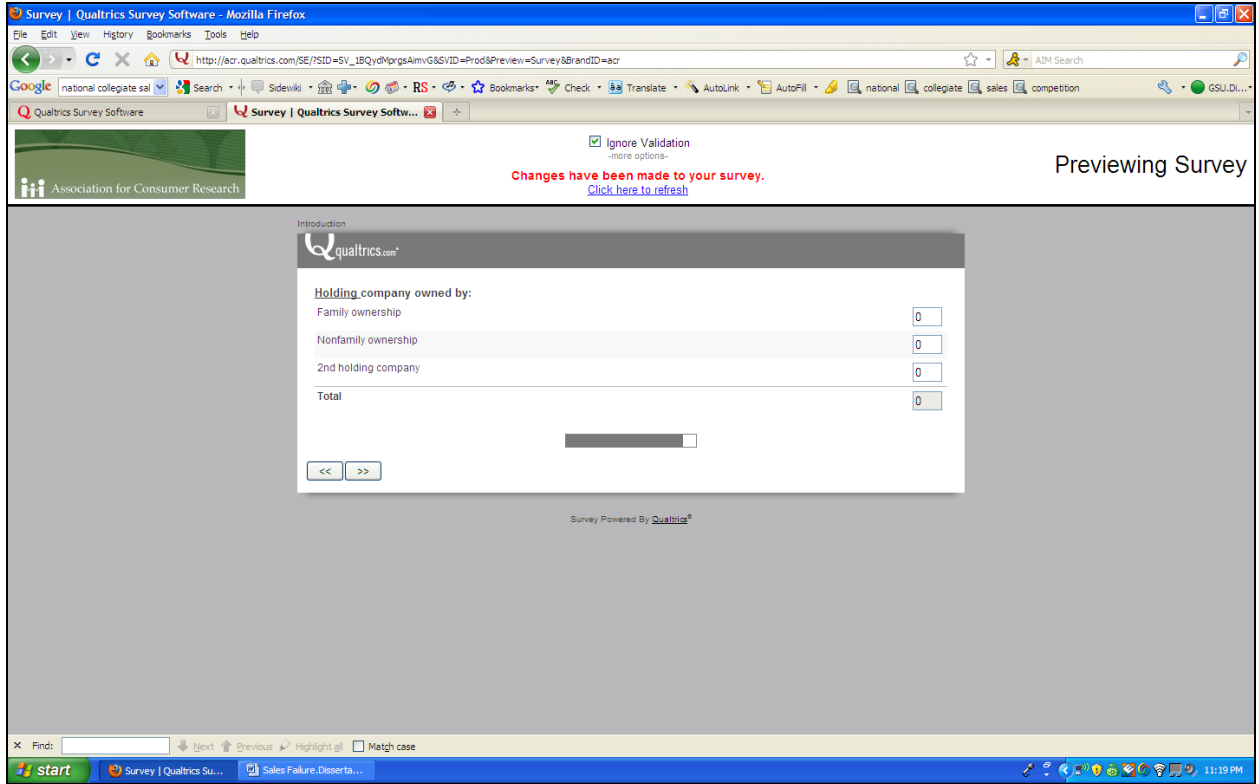 Survey | Qualtrics Survey Software - Mozilla Firefox
File Edit View History Bookmarks Tools Help
http://acr.qualtrics.com/SE/?SID=SV_1BQydMprgsAimvG&SVID=Prod&Preview=Survey&BrandID=acr AIM Search
Google national collegiate sal Search Sidewiki RS Bookmarks ABC Check Translate AutoLink AutoFill national collegiate sales competition GSU.Di...
Qualtrics Survey Software Survey | Qualtrics Survey Softw...
Association for Consumer Research
Ignore Validation
-more options-
Changes have been made to your survey.
Click here to refresh
Previewing Survey
Introduction
qualtrics.com
Holding company owned by:
Family ownership 0
Nonfamily ownership 0
2nd holding company 0
Total 0
<< >>
Survey Powered By Qualtrics®
× Find: Next Previous Highlight all Match case
start Survey | Qualtrics Su... Sales Failure.Disserta... 11:19 PM